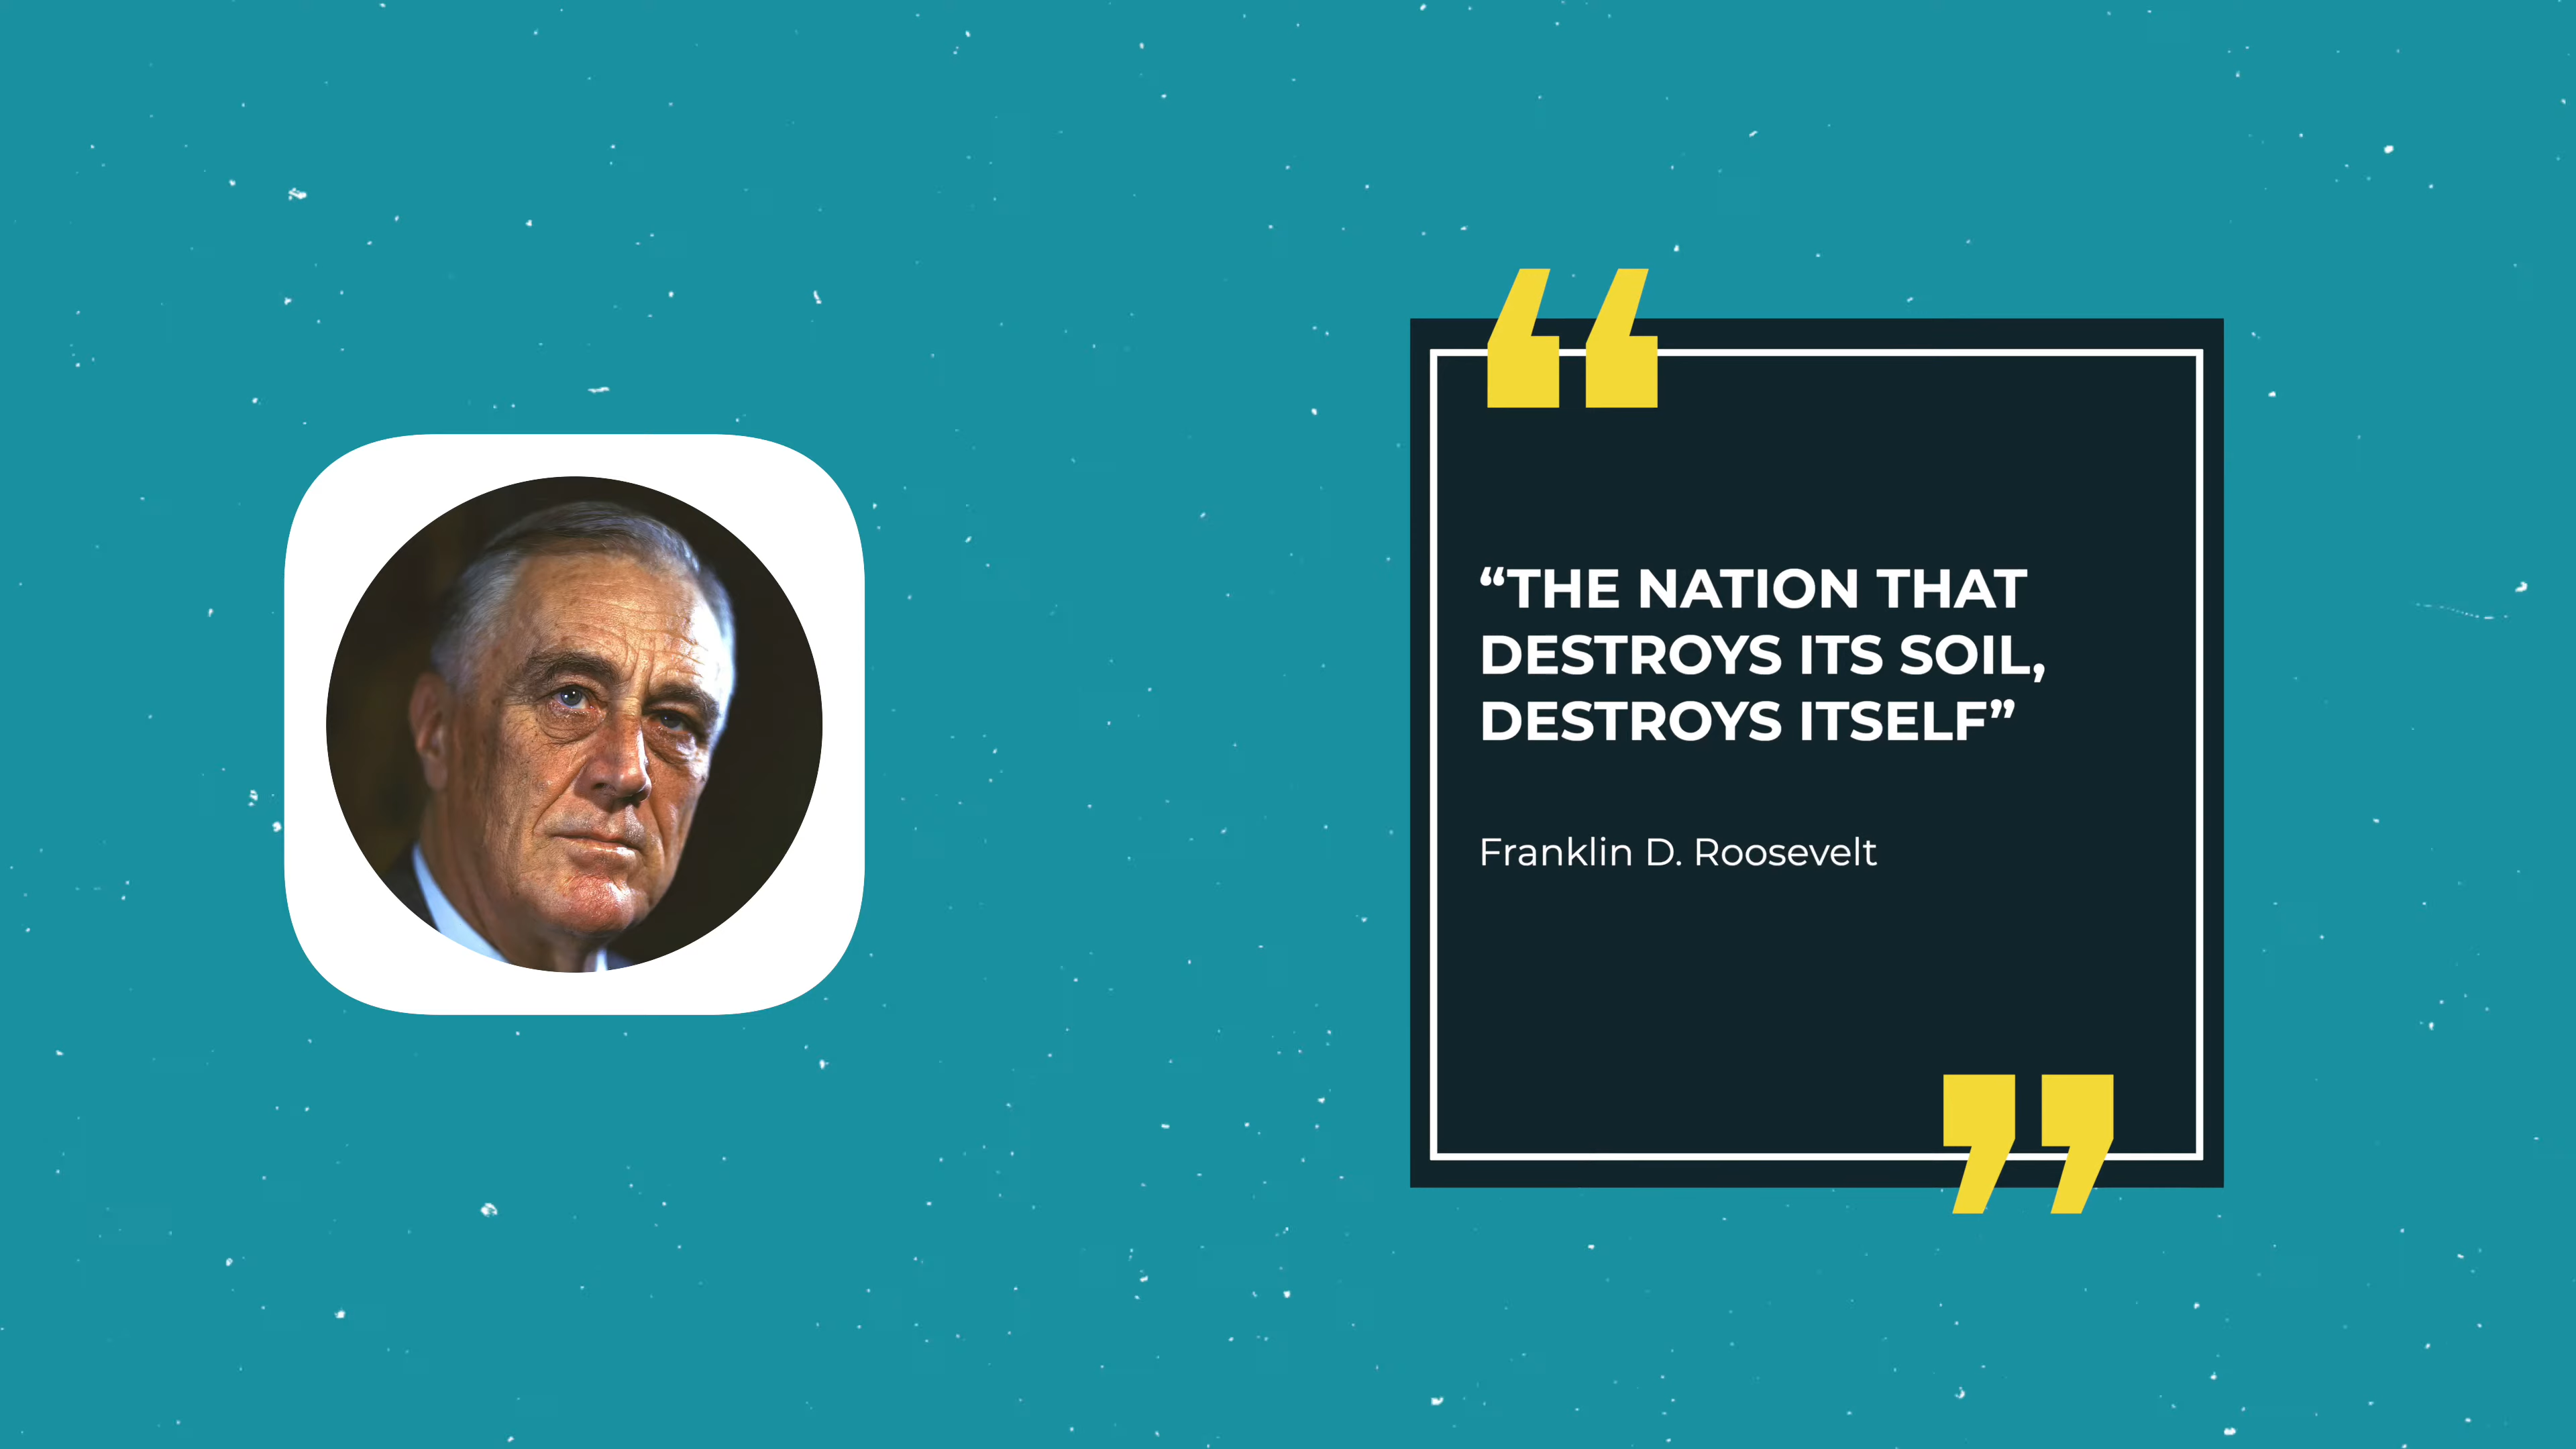 “THE NATION THAT
DESTROYS ITS SOIL,
DESTROYS ITSELF”
Franklin D. Roosevelt